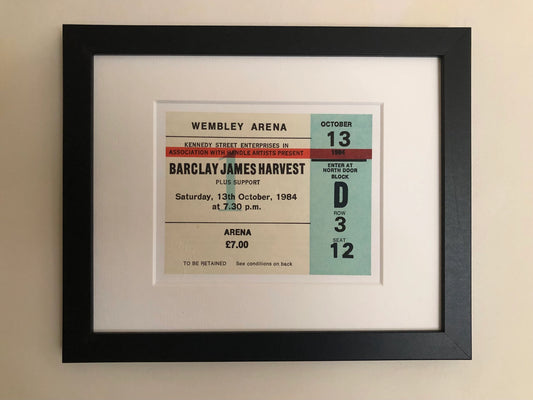 WEMBLEY ARENA
KENNEDY STREET ENTERPRISES IN
ASSOCIATION WITH HANDLE ARTISTS PRESENT
1
BARCLAY JAMES HARVEST
PLUS SUPPORT
Saturday, 13th October, 1984
at 7.30 p.m.
ARENA
£7.00
TO BE RETAINED See conditions on back
OCTOBER
13
1984
ENTER AT
NORTH DOOR
BLOCK
D
ROW
3
SEAT
12